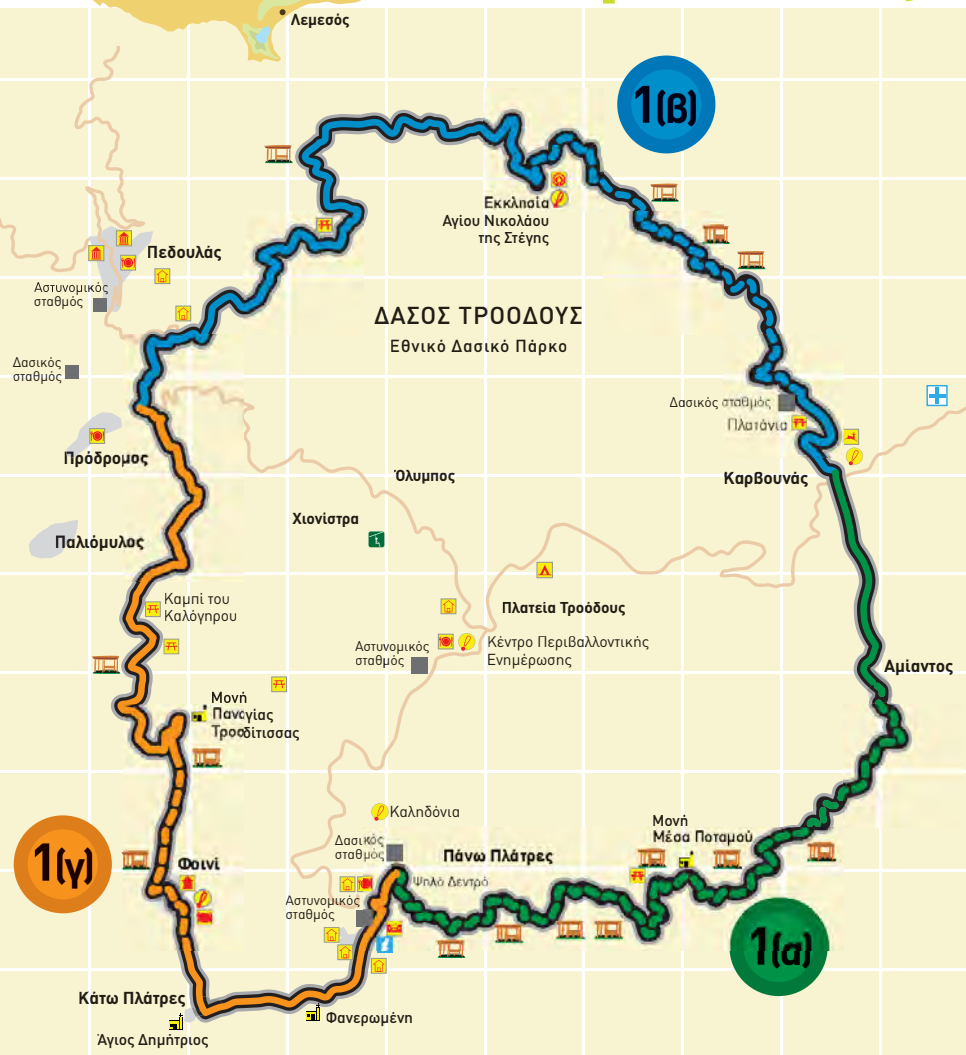 Λεμεσός
1(β)
Εκκλησία
Αγίου Νικολάου
της Στέγης
Πεδουλάς
Αστυνομικός
σταθμός
ΔΑΣΟΣ ΤΡΟΟΔΟΥΣ
Εθνικό Δασικό Πάρκο
Δασικός
σταθμός
Δασικός σταθμός
Πλατάνια
Πρόδρομος
Όλυμπος
Καρβουνάς
Χιονίστρα
Παλιόμυλος
Καμπί του
Καλόγηρου
Πλατεία Τροόδους
Αστυνομικός
σταθμός
Κέντρο Περιβαλλοντικής
Ενημέρωσης
Αμίαντος
Μονή
Παναγίας
Τροοδίτισσας
Καληδόνια
Μονή
Μέσα Ποταμού
Δασικός
σταθμός
Πάνω Πλάτρες
1(γ)
Φοινί
Ψηλό Δεντρό
Αστυνομικός
σταθμός
1(α)
Κάτω Πλάτρες
Φανερωμένη
Άγιος Δημήτριος